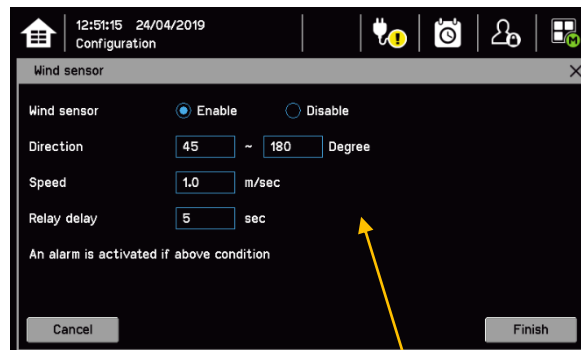 12:51:15 24/04/2019
Configuration
M
Wind sensor
Wind sensor Enable Disable
Direction 45 ~ 180 Degree
Speed 1.0 m/sec
Relay delay 5 sec
An alarm is activated if above condition
Cancel Finish